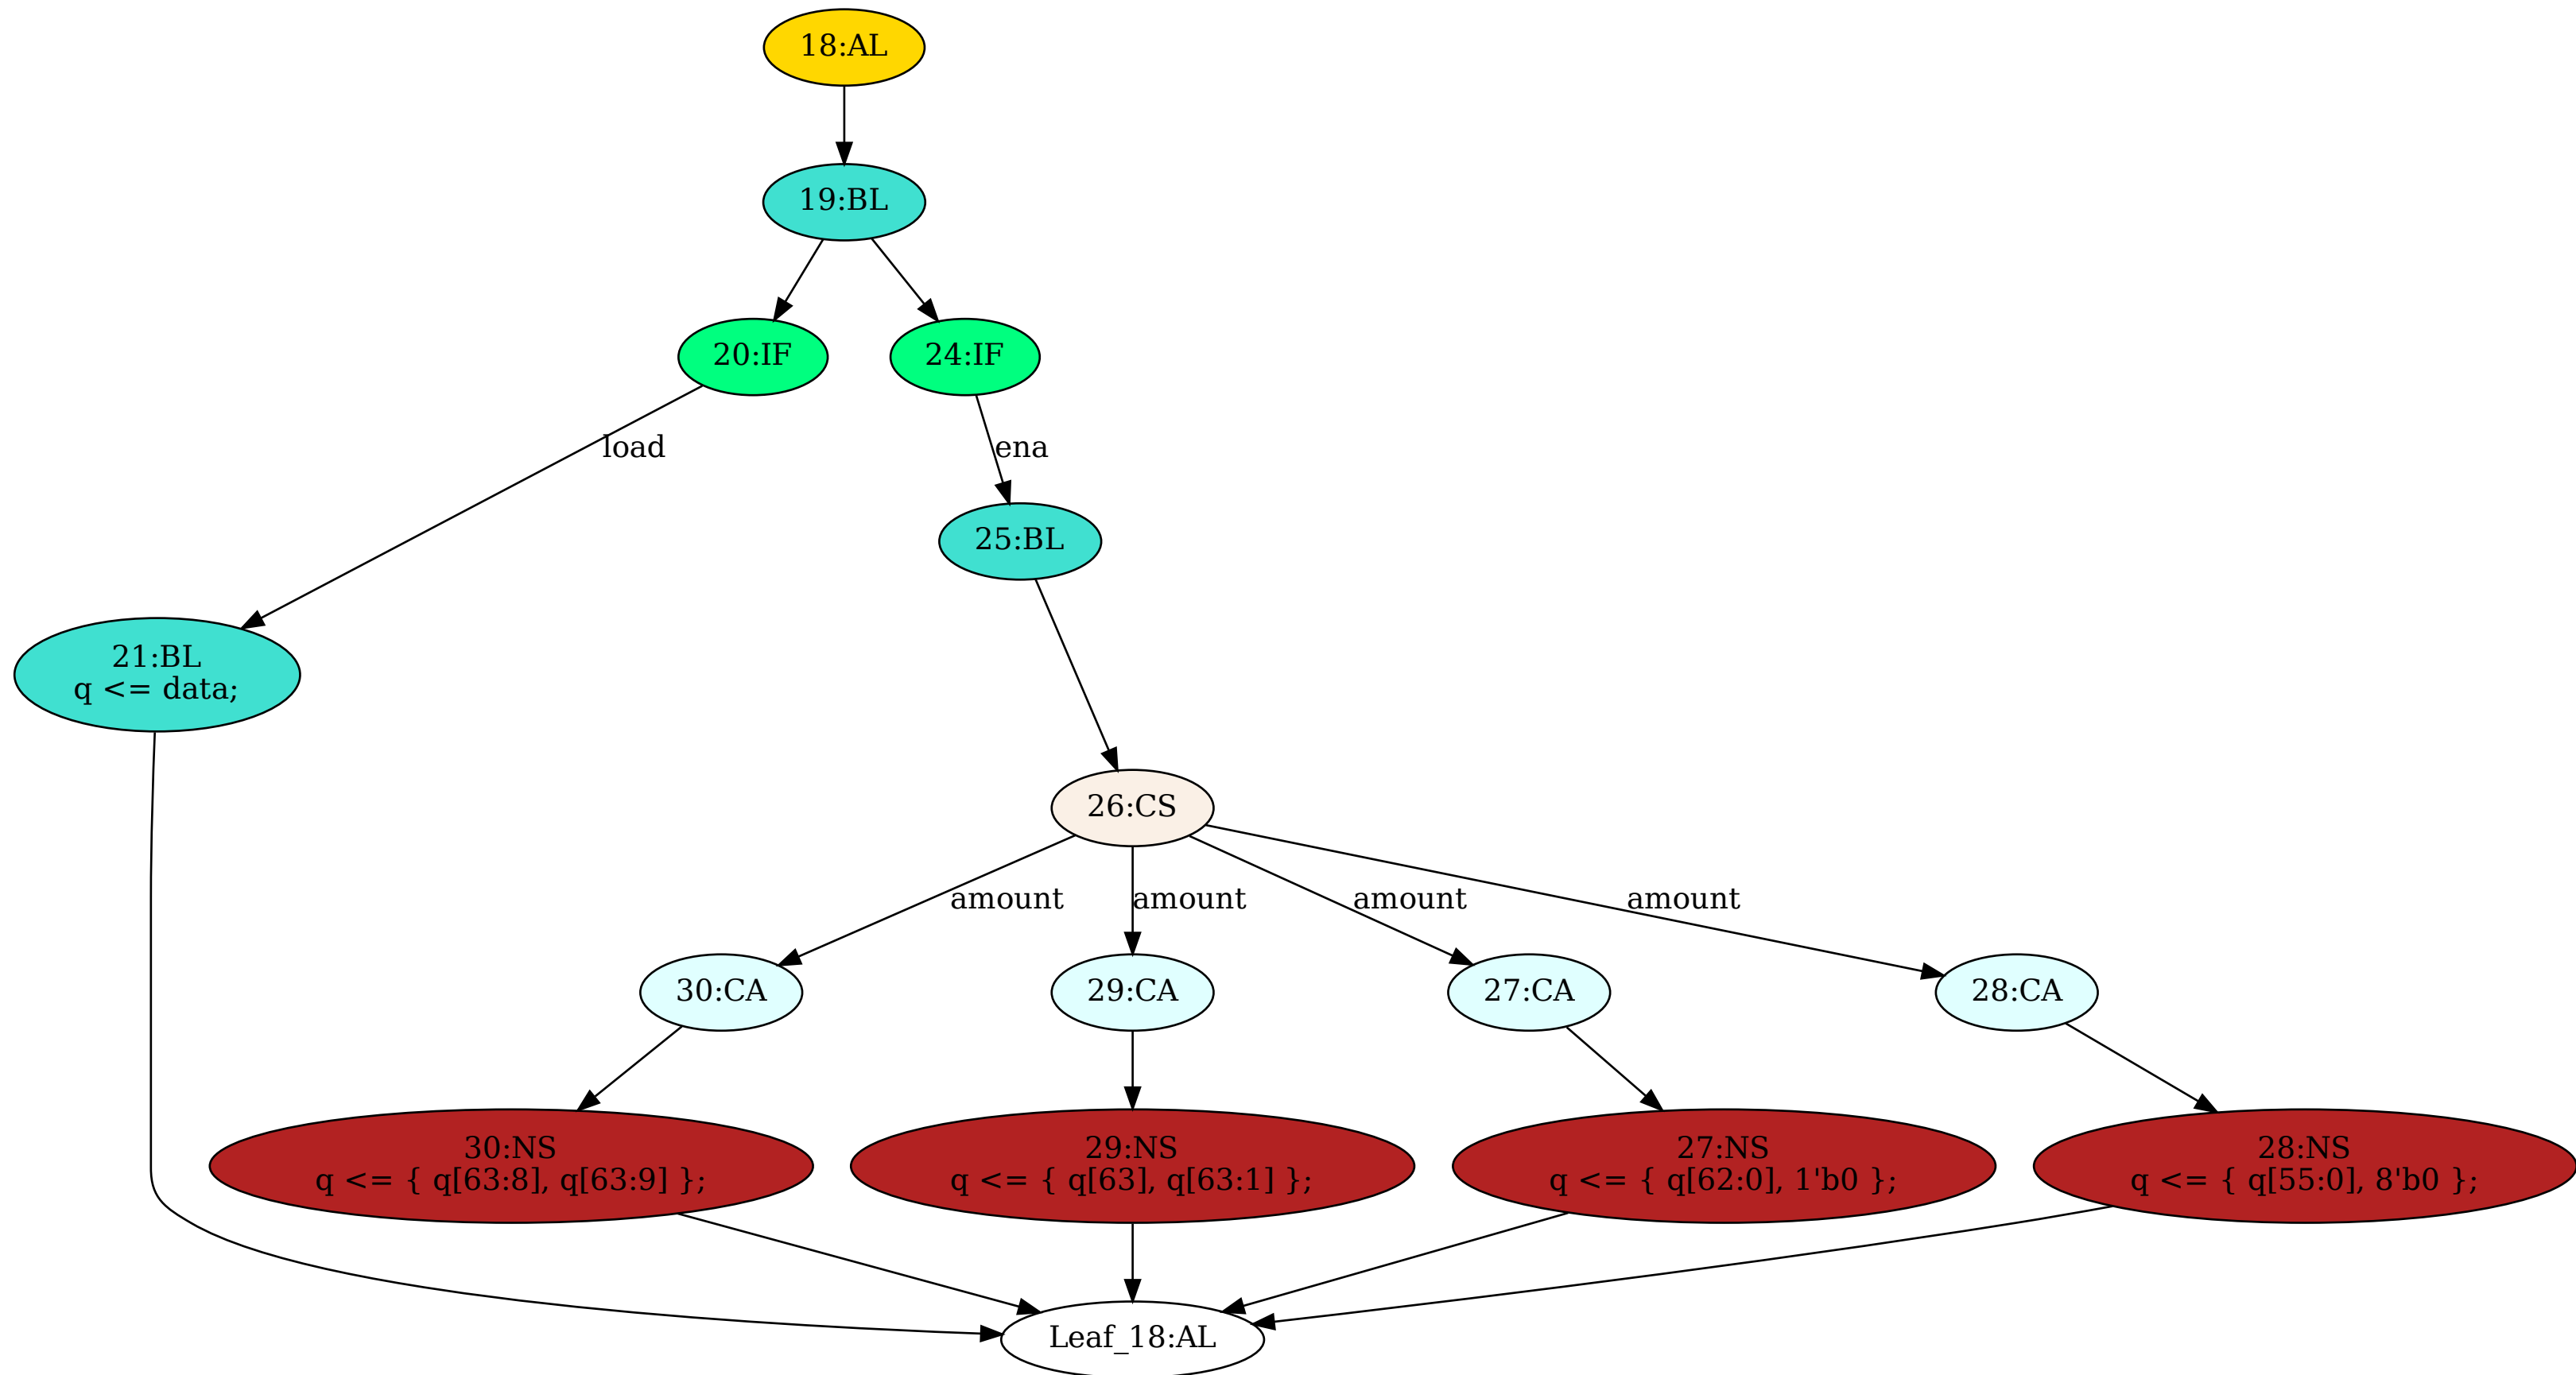 18:AL
19:BL
20:IF
24:IF
load
ena
25:BL
21:BL
q <= data;
26:CS
amount
amount
amount
amount
30:CA
29:CA
27:CA
28:CA
30:NS
q <= { q[63:8], q[63:9] };
29:NS
q <= { q[63], q[63:1] };
27:NS
q <= { q[62:0], 1'b0 };
28:NS
q <= { q[55:0], 8'b0 };
Leaf_18:AL